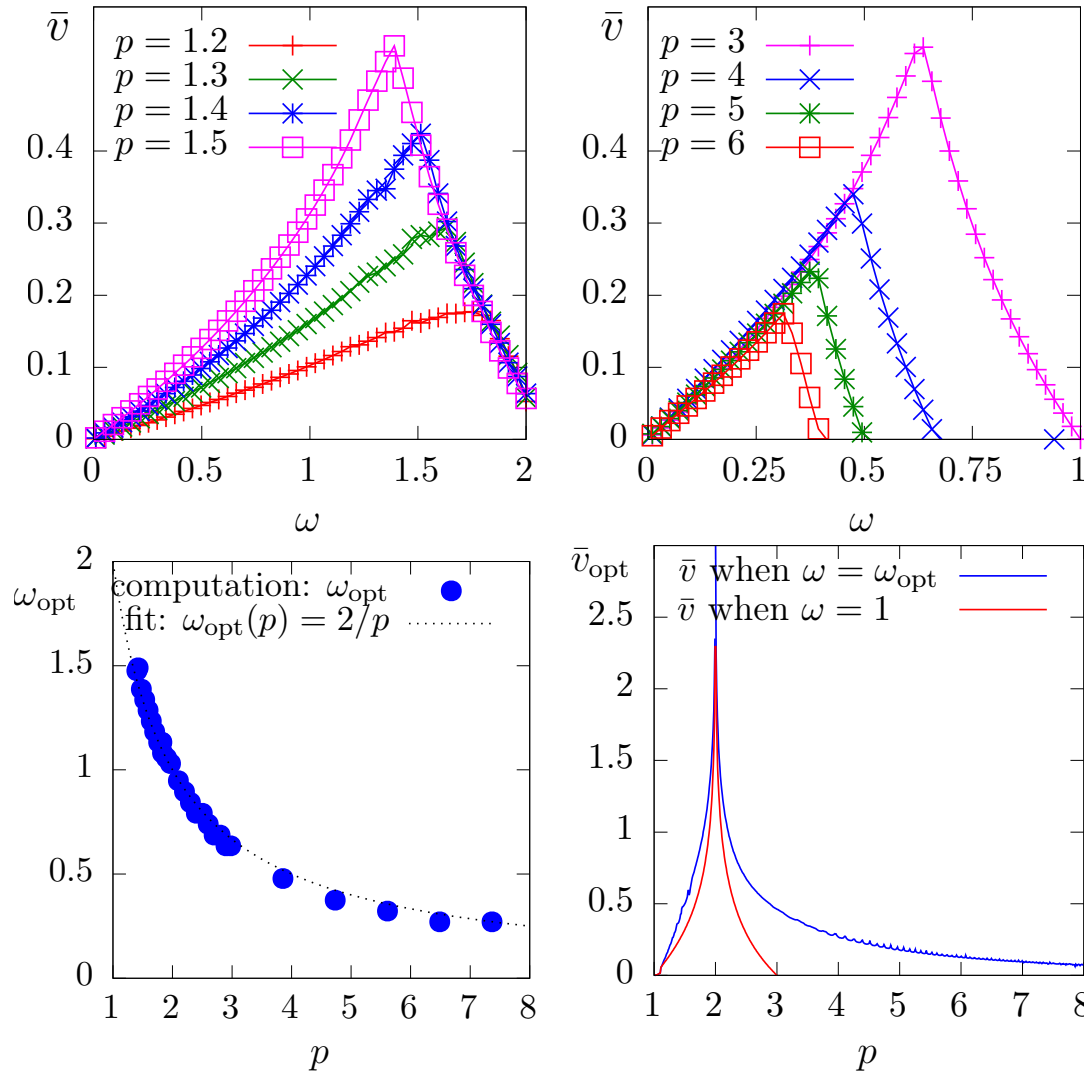 v̄
p = 1.2
p = 1.3
p = 1.4
p = 1.5
0.4
0.3
0.2
0.1
0
0 0.5 1 1.5 2
ω
v̄
p = 3
p = 4
p = 5
p = 6
0.4
0.3
0.2
0.1
0
0 0.25 0.5 0.75 1
ω
ω_opt
computation: ω_opt
fit: ω_opt(p) = 2/p
2
1.5
1
0.5
0
1 2 3 4 5 6 7 8
p
v̄_opt
v̄ when ω = ω_opt
v̄ when ω = 1
2.5
2
1.5
1
0.5
0
1 2 3 4 5 6 7 8
p